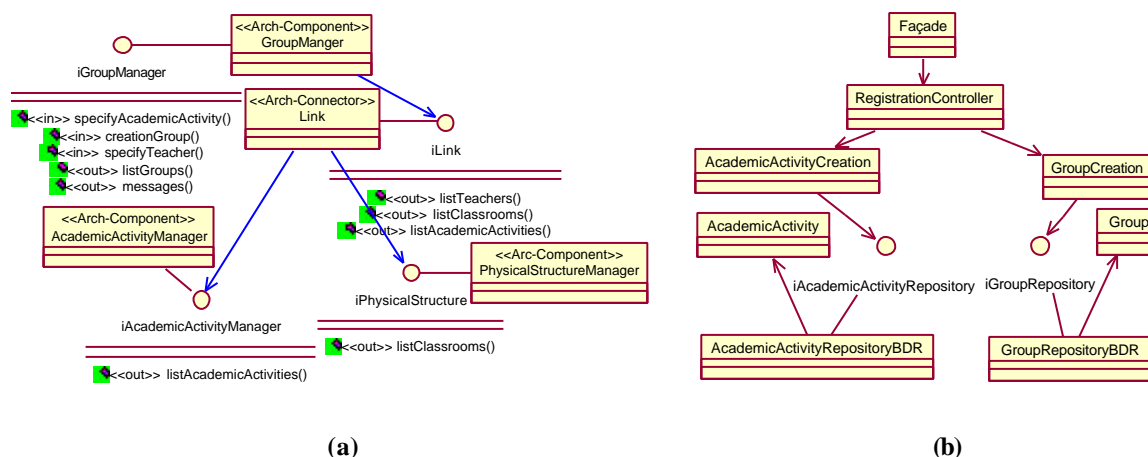 <<Arch-Component>>
GroupManger
iGroupManager
<<Arch-Connector>>
Link
iLink
<<in>> specifyAcademicActivity()
<<in>> creationGroup()
<<in>> specifyTeacher()
<<out>> listGroups()
<<out>> messages()
<<out>> listTeachers()
<<out>> listClassrooms()
<<out>> listAcademicActivities()
<<Arch-Component>>
AcademicActivityManager
<<Arc-Component>>
PhysicalStructureManager
iPhysicalStructure
iAcademicActivityManager
<<out>> listClassrooms()
<<out>> listAcademicActivities()
(a)
Façade
RegistrationController
AcademicActivityCreation
GroupCreation
AcademicActivity
Group
iAcademicActivityRepository
iGroupRepository
AcademicActivityRepositoryBDR
GroupRepositoryBDR
(b)